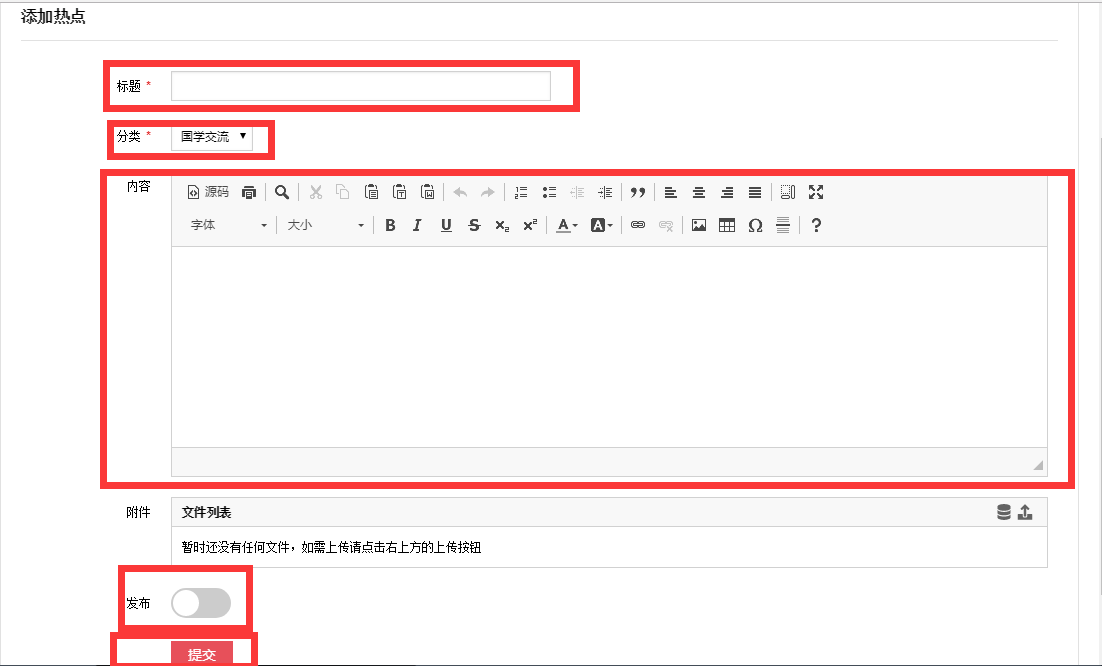 添加热点
标题 *
分类 * 国学交流
内容 源码
字体 大小 B I U S x₂ x² A A Ω ?
附件 文件列表
暂时还没有任何文件，如需上传请点击右上方的上传按钮
发布
提交